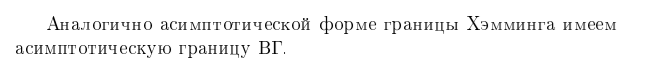 Аналогично асимптотической форме границы Хэмминга имеем
асимптотическую границу ВГ.